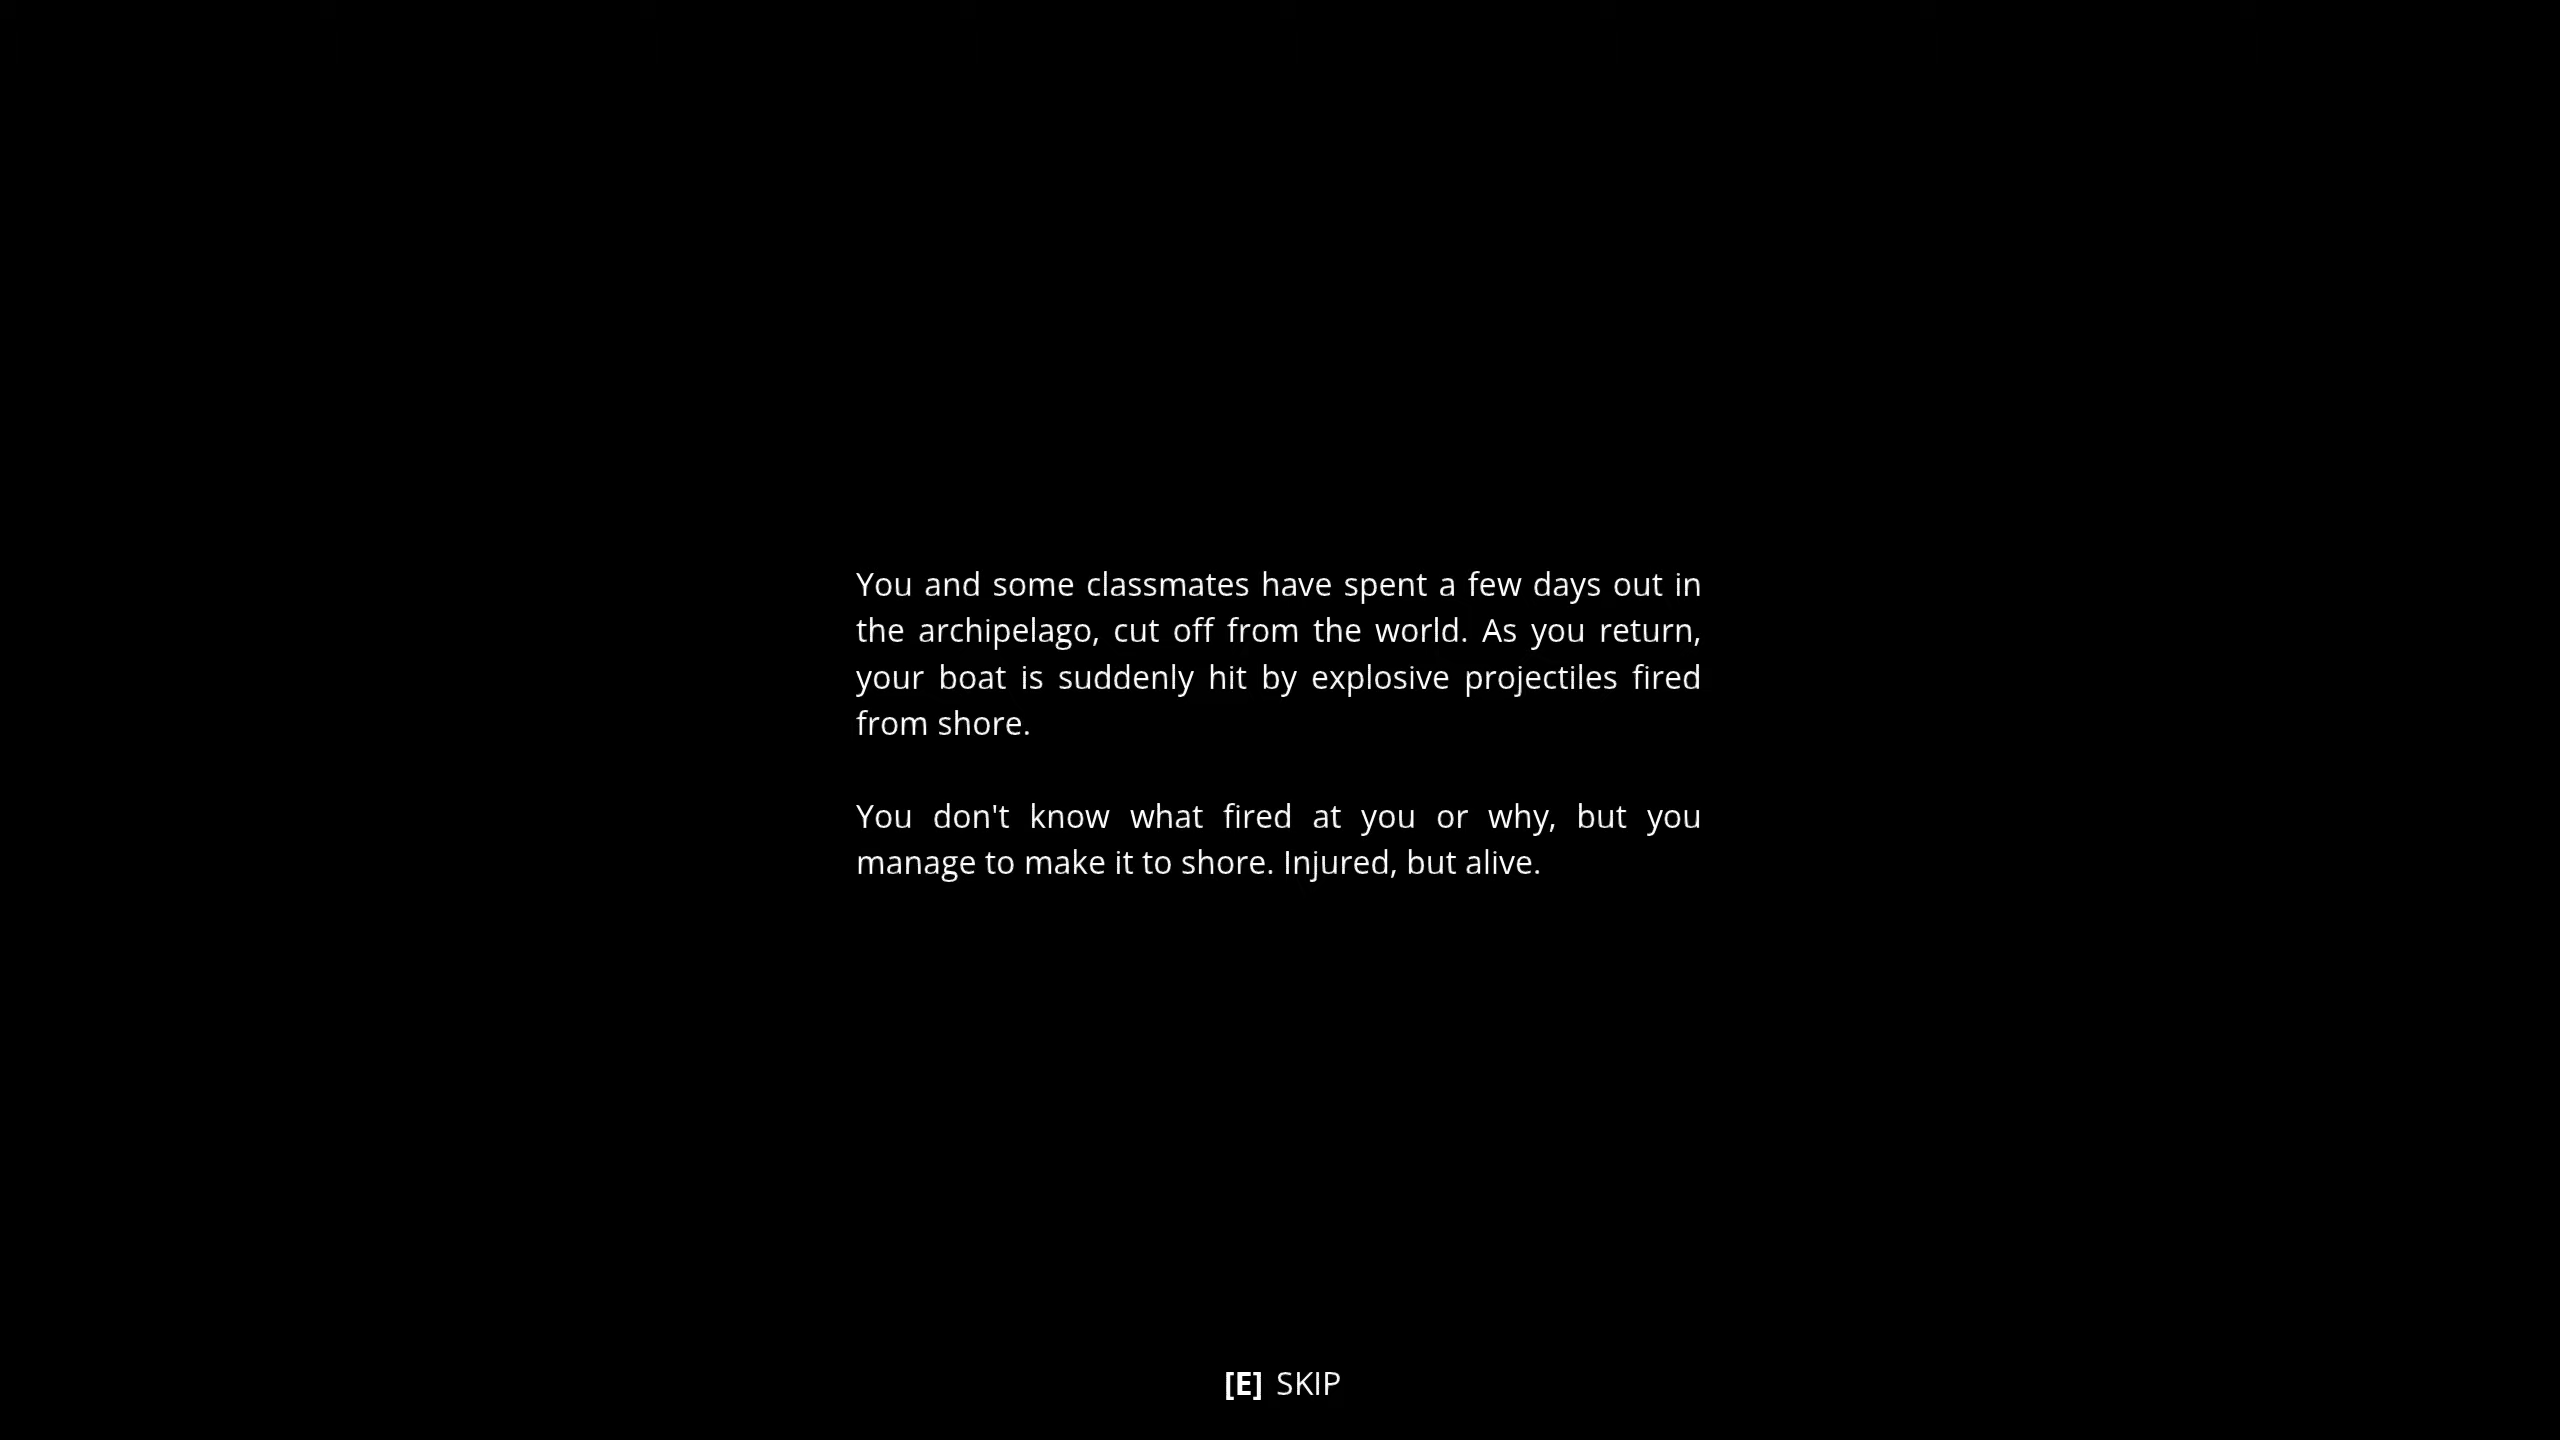 You and some classmates have spent a few days out in
the archipelago, cut off from the world. As you return,
your boat is suddenly hit by explosive projectiles fired
from shore.
You don't know what fired at you or why, but you
manage to make it to shore. Injured, but alive.
[E] SKIP